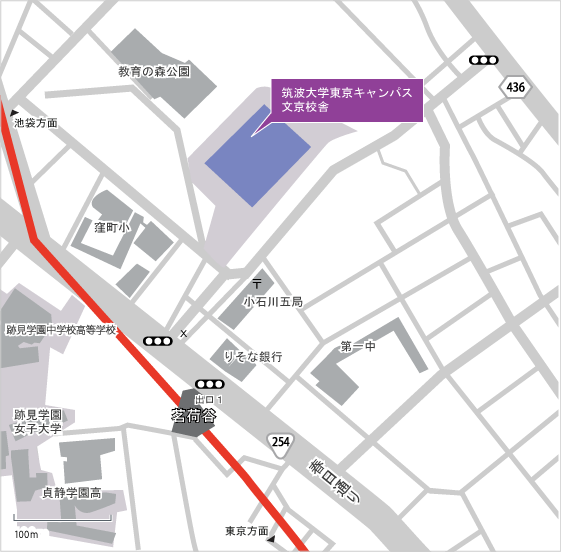 436
教育の森公園
筑波大学東京キャンパス
文京校舎
池袋方面
窪町小
〒
小石川五局
跡見学園中学校高等学校
X
りそな銀行
第一中
出口1
茗荷谷
跡見学園
女子大学
254
春日通り
貞静学園高
100m
東京方面